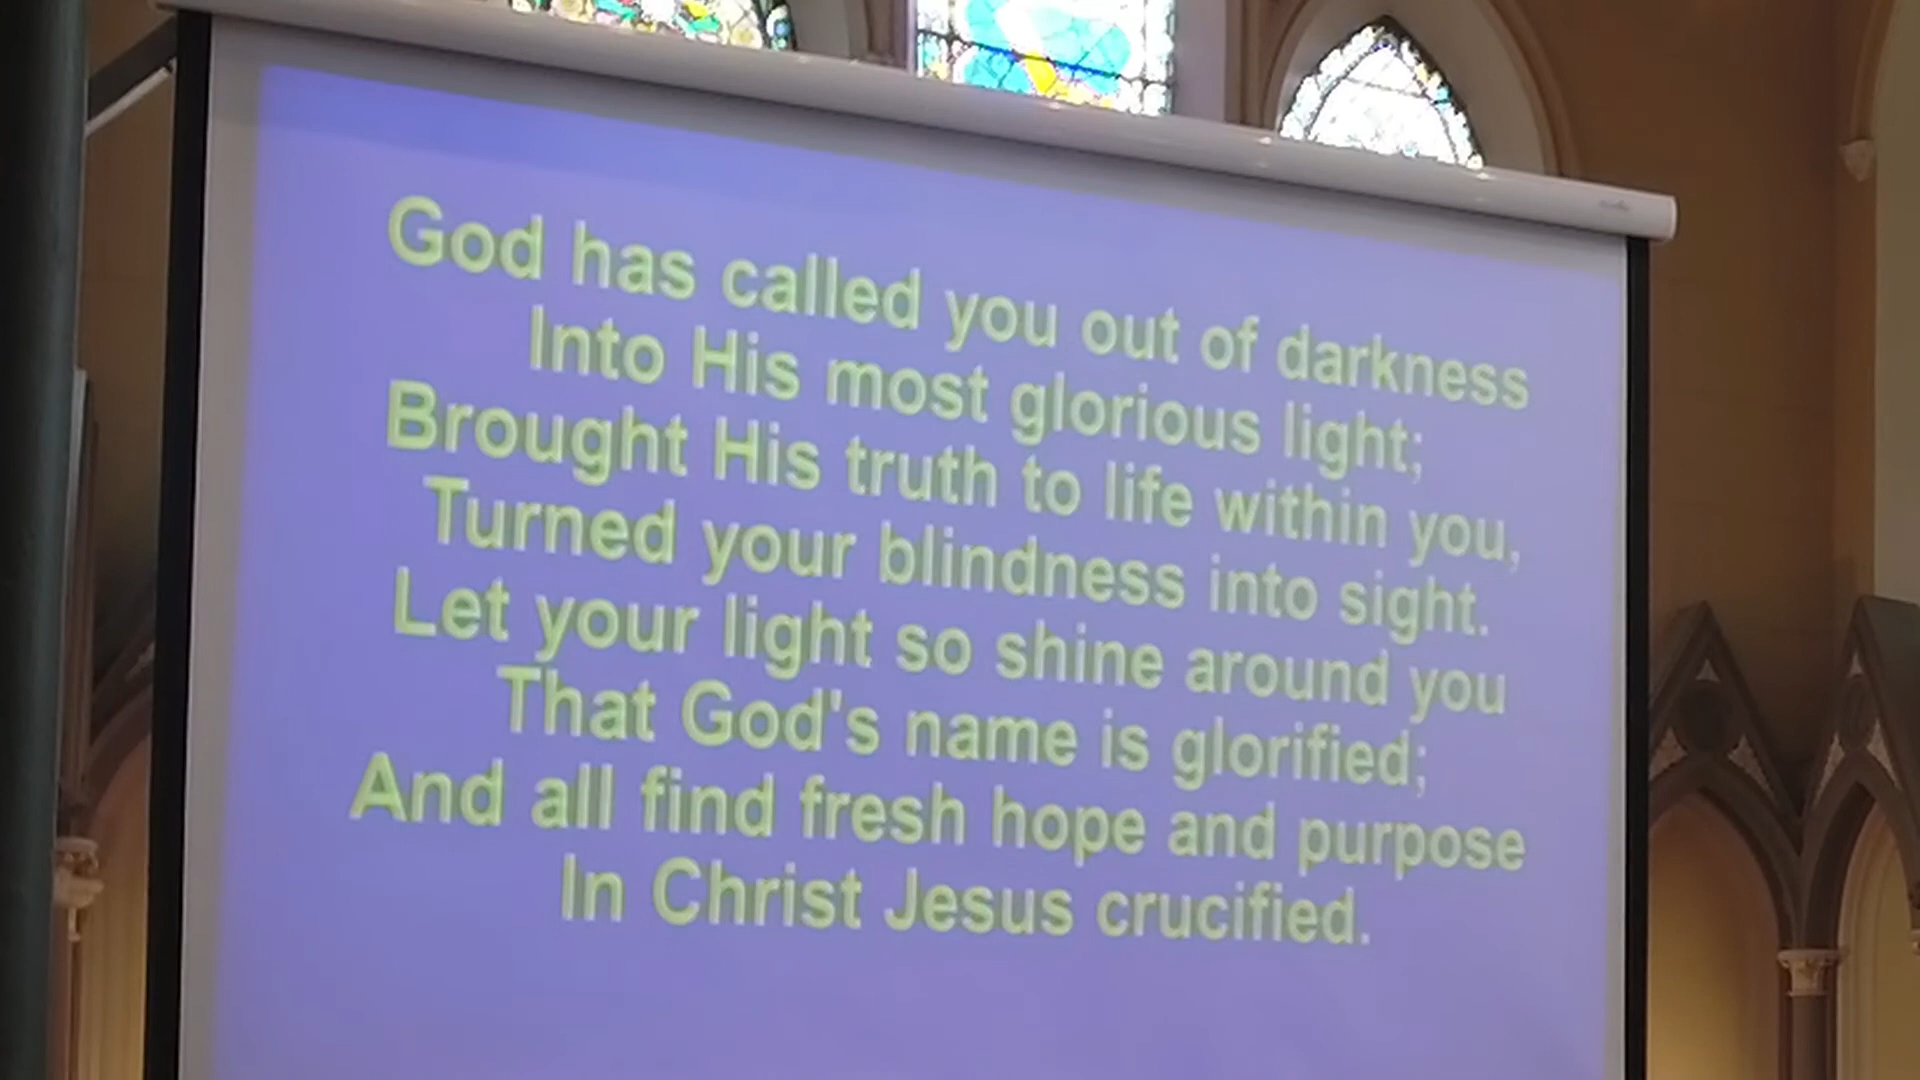 God has called you out of darkness
Into His most glorious light;
Brought His truth to life within you,
Turned your blindness into sight.
Let your light so shine around you
That God's name is glorified;
And all find fresh hope and purpose
In Christ Jesus crucified.